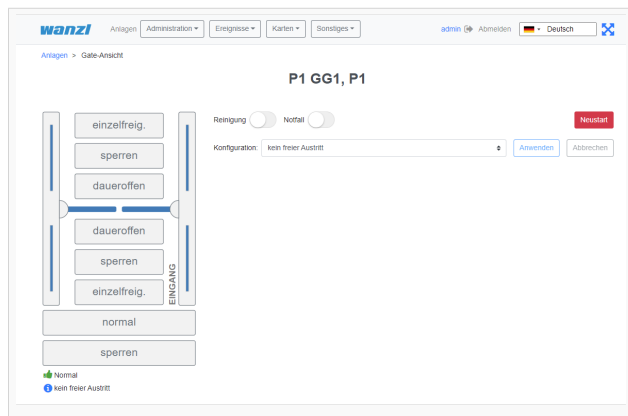 wanzl Anlagen Administration Ereignisse Karten Sonstiges admin Abmelden Deutsch
Anlagen > Gate-Ansicht
P1 GG1, P1
einzelfreig.
sperren
daueroffen
daueroffen
sperren
einzelfreig.
EINGANG
normal
sperren
Normal
kein freier Austritt
Reinigung Notfall Neustart
Konfiguration: kein freier Austritt Anwenden Abbrechen